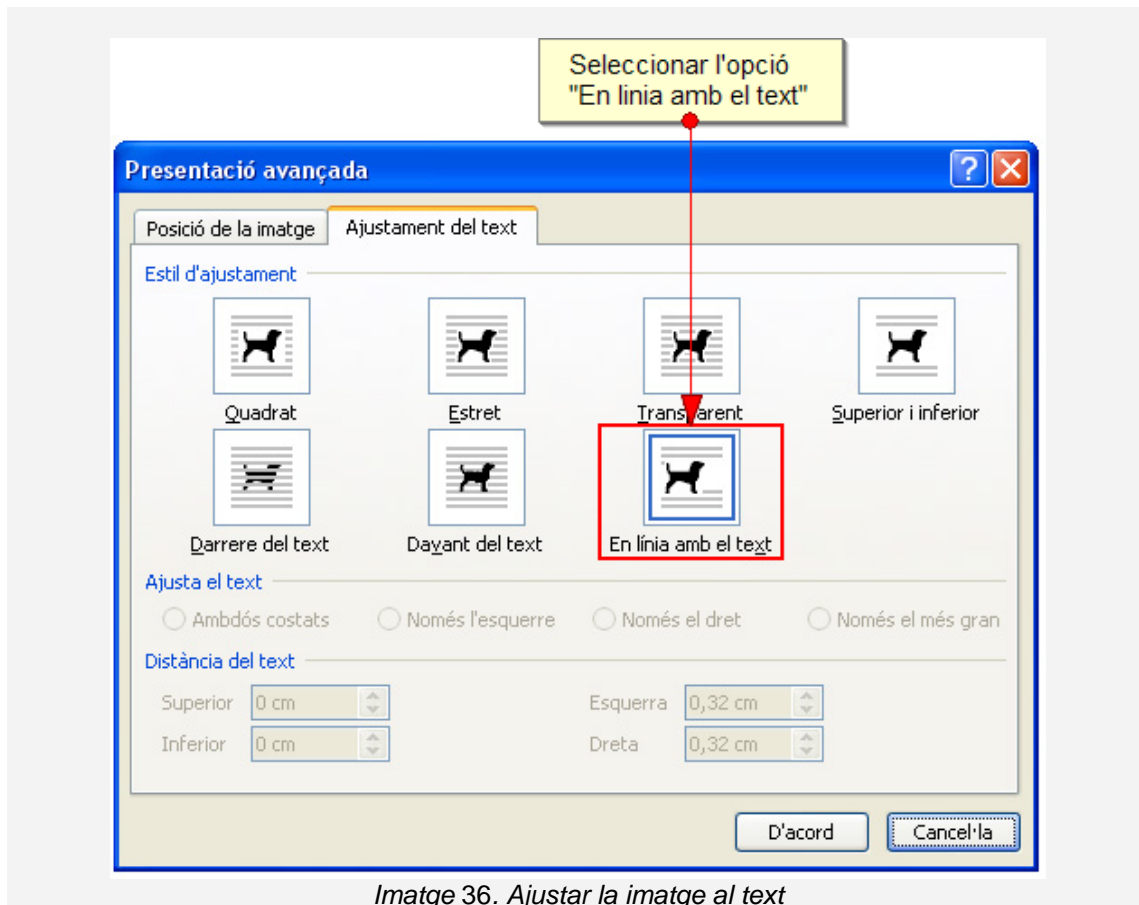 Seleccionar l'opció
"En linia amb el text"
Presentació avançada
Posició de la imatge Ajustament del text
Estil d'ajustament
Quadrat Estret Transparent Superior i inferior
Darrere del text Davant del text En línia amb el text
Ajusta el text
Ambdós costats Només l'esquerre Només el dret Només el més gran
Distància del text
Superior 0 cm Esquerra 0,32 cm
Inferior 0 cm Dreta 0,32 cm
D'acord Cancel·la
Imatge 36. Ajustar la imatge al text